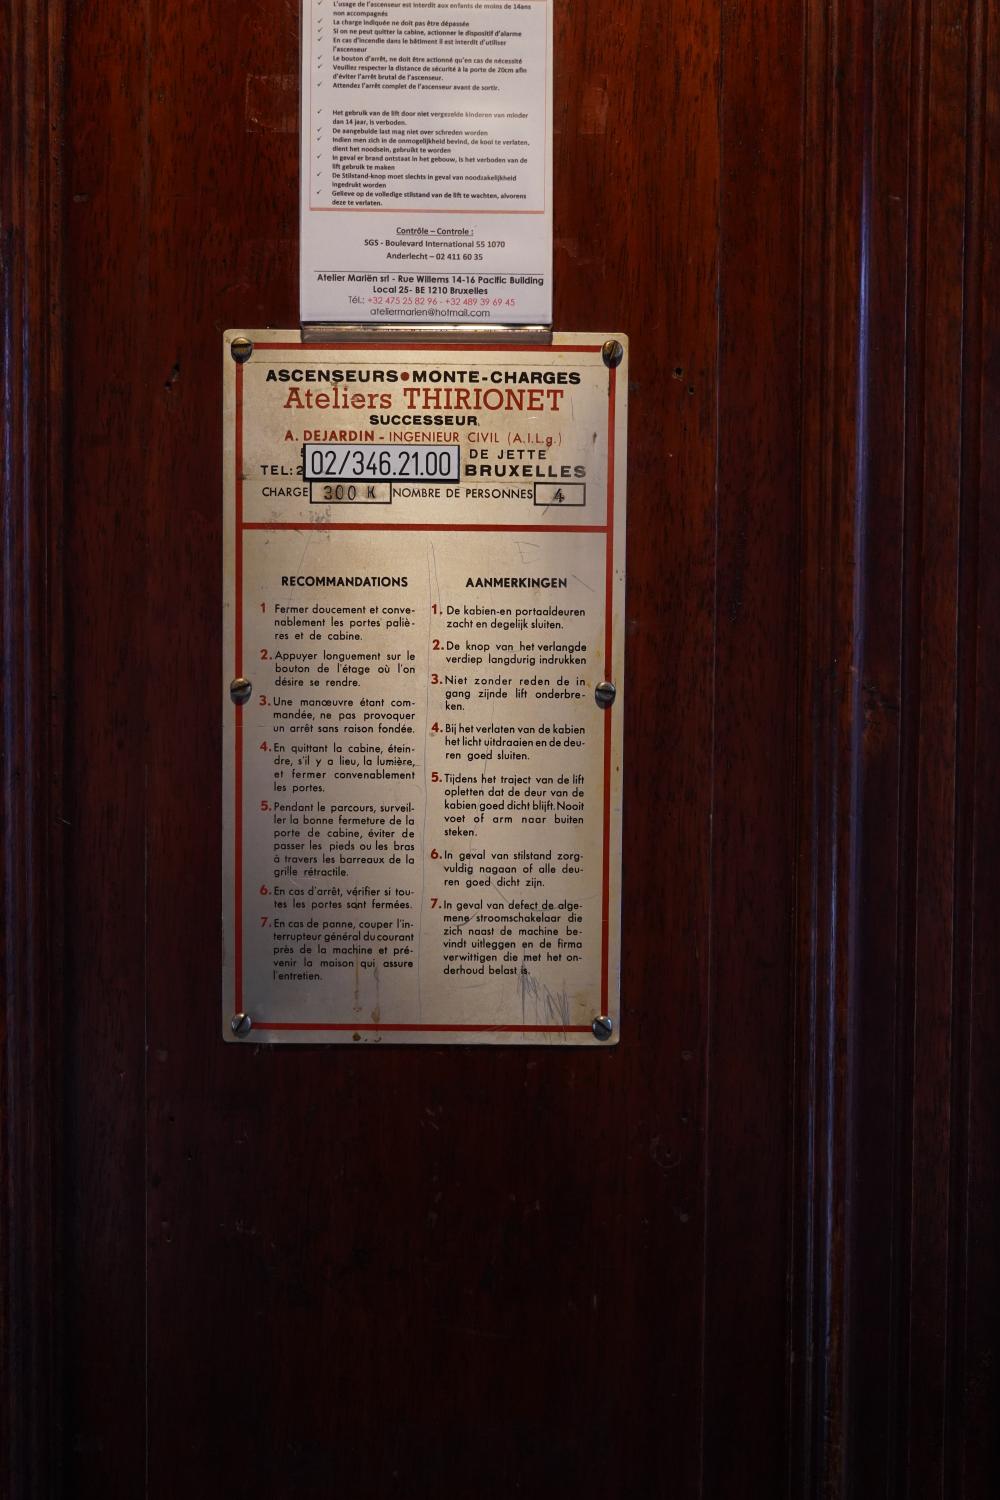 L'usage de l'ascenseur est interdit aux enfants de moins de 14ans
non accompagnés
La charge indiquée ne doit pas être dépassée
Si on ne peut quitter la cabine, actionner le dispositif d'alarme
En cas d'incendie dans le bâtiment il est interdit d'utiliser
l'ascenseur
Le bouton d'arrêt, ne doit être actionné qu'en cas de nécessité
Veuillez respecter la distance de sécurité à la porte de 20cm afin
d'éviter l'arrêt brutal de l'ascenseur.
Attendez l'arrêt complet de l'ascenseur avant de sortir.
Het gebruik van de lift door niet vergezelde kinderen van minder
dan 14 jaar, is verboden.
De aangebuide last mag niet over schreden worden
Indien men zich in de onmogelijkheid bevind, de kooi te verlaten,
dient het noodsein, gebruikt te worden
In geval er brand ontstaat in het gebouw, is het verboden van de
lift gebruik te maken
De Stilstand-knop moet slechts in geval van noodzakelijkheid
ingedrukt worden
Gelieve op de volledige stilstand van de lift te wachten, alvorens
deze te verlaten.
Contrôle – Controle :
SGS - Boulevard International 55 1070
Anderlecht – 02 411 60 35
Atelier Mariën srl - Rue Willems 14-16 Pacific Building
Local 25- BE 1210 Bruxelles
Tél.: +32 475 25 82 96 - +32 489 39 69 45
ateliermarien@hotmail.com
ASCENSEURS • MONTE-CHARGES
Ateliers THIRIONET
SUCCESSEUR
A. DEJARDIN - INGENIEUR CIVIL (A.I.Lg.)
DE JETTE
TEL: 2 02/346.21.00 BRUXELLES
CHARGE 300 K NOMBRE DE PERSONNES 4
RECOMMANDATIONS
1 Fermer doucement et conve-
nablement les portes paliè-
res et de cabine.
2. Appuyer longuement sur le
bouton de l'étage où l'on
désire se rendre.
3. Une manœuvre étant com-
mandée, ne pas provoquer
un arrêt sans raison fondée.
4. En quittant la cabine, étein-
dre, s'il y a lieu, la lumière,
et fermer convenablement
les portes.
5. Pendant le parcours, surveil-
ler la bonne fermeture de la
porte de cabine, éviter de
passer les pieds ou les bras
à travers les barreaux de la
grille rétractile.
6. En cas d'arrêt, vérifier si tou-
tes les portes sont fermées.
7. En cas de panne, couper l'in-
terrupteur général du courant
près de la machine et pré-
venir la maison qui assure
l'entretien.
AANMERKINGEN
1. De kabien-en portaaldeuren
zacht en degelijk sluiten.
2. De knop van het verlangde
verdiep langdurig indrukken
3. Niet zonder reden de in
gang zijnde lift onderbre-
ken.
4. Bij het verlaten van de kabien
het licht uitdraaien en de deu-
ren goed sluiten.
5. Tijdens het traject van de lift
opletten dat de deur van de
kabien goed dicht blijft. Nooit
voet of arm naar buiten
steken.
6. In geval van stilstand zorg-
vuldig nagaan of alle deu-
ren goed dicht zijn.
7. In geval van defect de alge-
mene stroomschakelaar die
zich naast de machine be-
vindt uitleggen en de firma
verwittigen die met het on-
derhoud belast is.